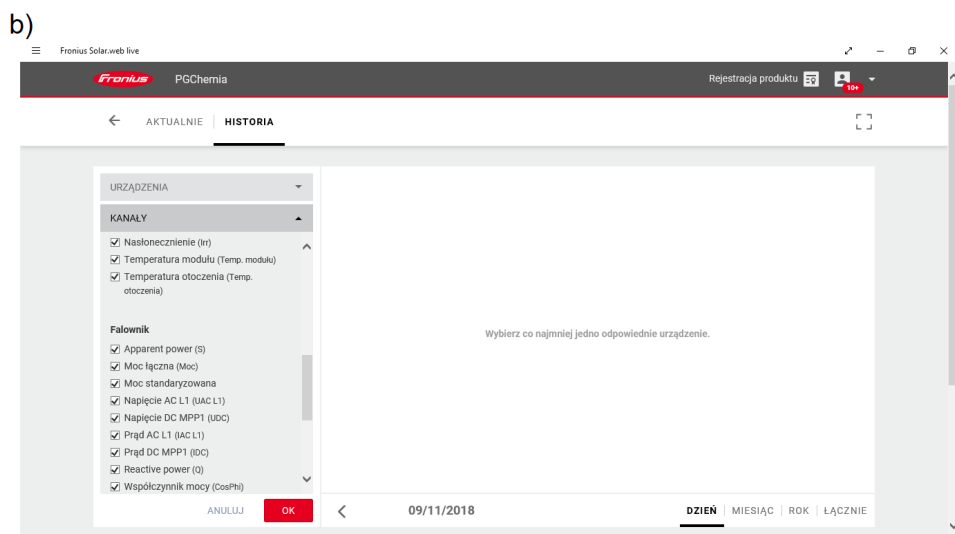 b)
Fronius Solar.web live
Fronius PGChemia Rejestracja produktu 10+
AKTUALNIE HISTORIA
URZĄDZENIA
KANAŁY
Nasłonecznienie (Irr)
Temperatura modułu (Temp. modułu)
Temperatura otoczenia (Temp.
otoczenia)
Falownik
Apparent power (S)
Moc łączna (Moc)
Moc standaryzowana
Napięcie AC L1 (UAC L1)
Napięcie DC MPP1 (UDC)
Prąd AC L1 (IAC L1)
Prąd DC MPP1 (IDC)
Reactive power (Q)
Współczynnik mocy (CosPhi)
ANULUJ OK
Wybierz co najmniej jedno odpowiednie urządzenie.
09/11/2018 DZIEŃ MIESIĄC ROK ŁĄCZNIE